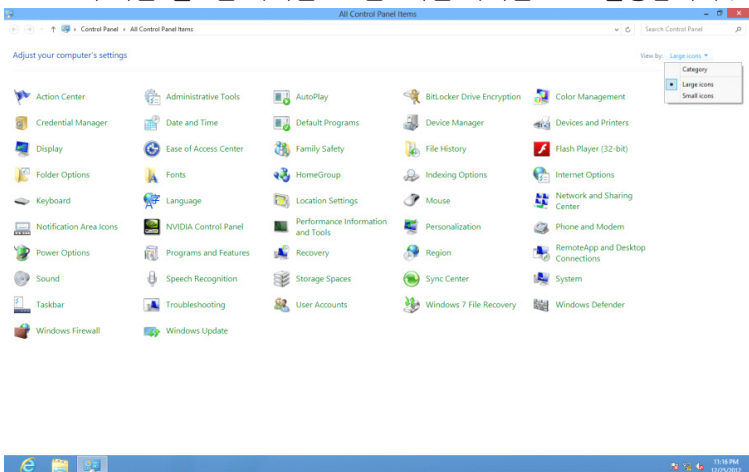 All Control Panel Items
Control Panel ▸ All Control Panel Items
Search Control Panel
Adjust your computer's settings
View by: Large icons
Category
Large icons
Small icons
Action Center
Administrative Tools
AutoPlay
BitLocker Drive Encryption
Color Management
Credential Manager
Date and Time
Default Programs
Device Manager
Devices and Printers
Display
Ease of Access Center
Family Safety
File History
Flash Player (32-bit)
Folder Options
Fonts
HomeGroup
Indexing Options
Internet Options
Keyboard
Language
Location Settings
Mouse
Network and Sharing
Center
Notification Area Icons
NVIDIA Control Panel
Performance Information
and Tools
Personalization
Phone and Modem
Power Options
Programs and Features
Recovery
Region
RemoteApp and Desktop
Connections
Sound
Speech Recognition
Storage Spaces
Sync Center
System
Taskbar
Troubleshooting
User Accounts
Windows 7 File Recovery
Windows Defender
Windows Firewall
Windows Update
11:16 PM
12/25/2012